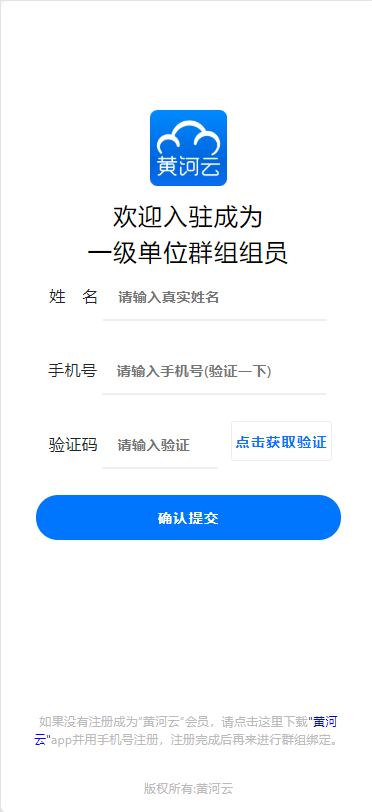 黄河云
欢迎入驻成为
一级单位群组组员
姓 名 请输入真实姓名
手机号 请输入手机号(验证一下)
验证码 请输入验证 点击获取验证
确认提交
如果没有注册成为“黄河云”会员，请点击这里下载"黄河
云"app并用手机号注册，注册完成后再来进行群组绑定。
版权所有:黄河云